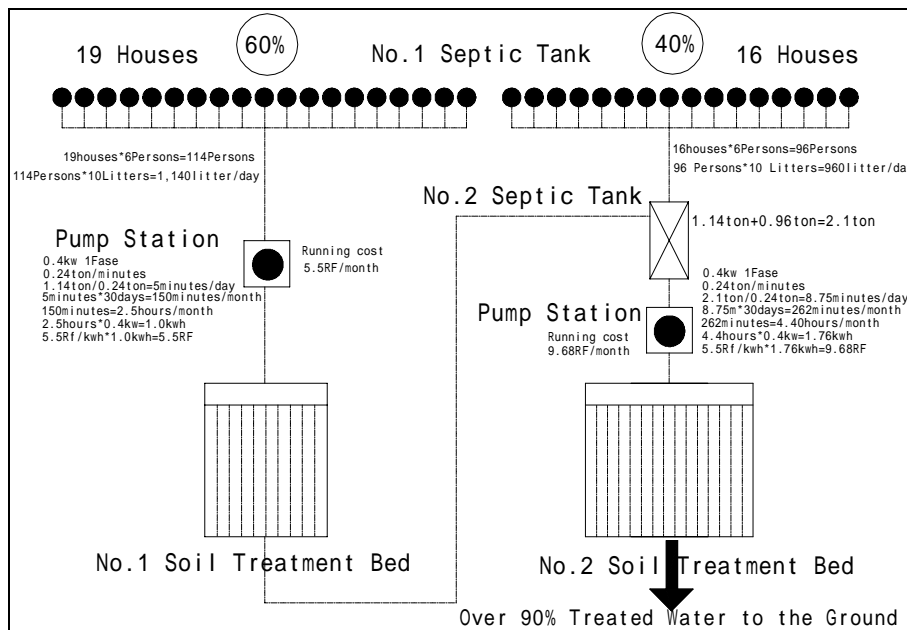 19 Houses
60%
No.1 Septic Tank
40%
16 Houses
19houses*6Persons=114Persons
114Persons*10Litters=1,140litter/day
16houses*6Persons=96Persons
96 Persons*10 Litters=960litter/da
No.2 Septic Tank
1.14ton+0.96ton=2.1ton
Pump Station
0.4kw 1Fase
0.24ton/minutes
1.14ton/0.24ton=5minutes/day
5minutes*30days=150minutes/month
150minutes=2.5hours/month
2.5hours*0.4kw=1.0kwh
5.5Rf/kwh*1.0kwh=5.5RF
Running cost
5.5RF/month
Pump Station
Running cost
9.68RF/month
0.4kw 1Fase
0.24ton/minutes
2.1ton/0.24ton=8.75minutes/day
8.75m*30days=262minutes/month
262minutes=4.40hours/month
4.4hours*0.4kw=1.76kwh
5.5Rf/kwh*1.76kwh=9.68RF
No.1 Soil Treatment Bed
No.2 Soil Treatment Bed
Over 90% Treated Water to the Ground